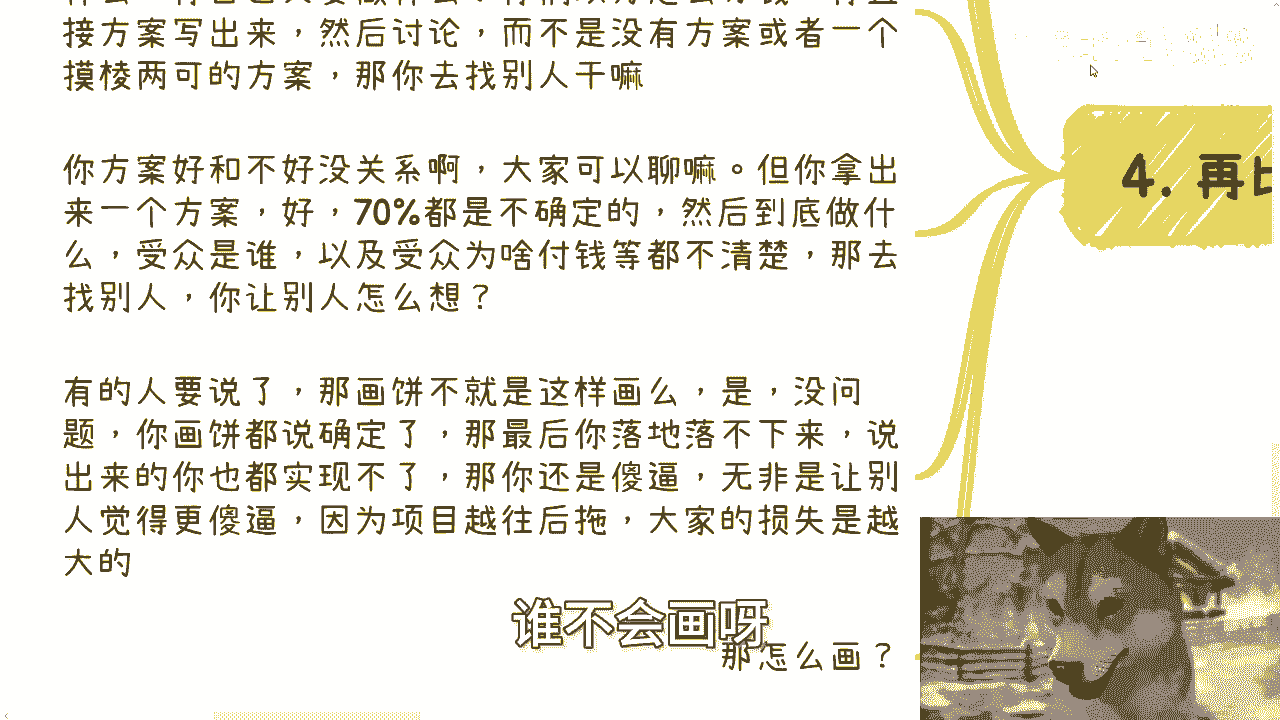 接方案写出来，然后讨论，而不是没有方案或者一个
摸棱两可的方案，那你去找别人干嘛
你方案好和不好没关系啊，大家可以聊嘛。但你拿出
来一个方案，好，70%都是不确定的，然后到底做什
么，受众是谁，以及受众为啥付钱等都不清楚，那去
找别人，你让别人怎么想？
有的人要说了，那画饼不就是这样画么，是，没问
题，你画饼都说确定了，那最后你落地落不下来，说
出来的你也都实现不了，那你还是傻逼，无非是让别
人觉得更傻逼，因为项目越往后拖，大家的损失是越
大的
那怎么画？
谁不会画呀
4. 再